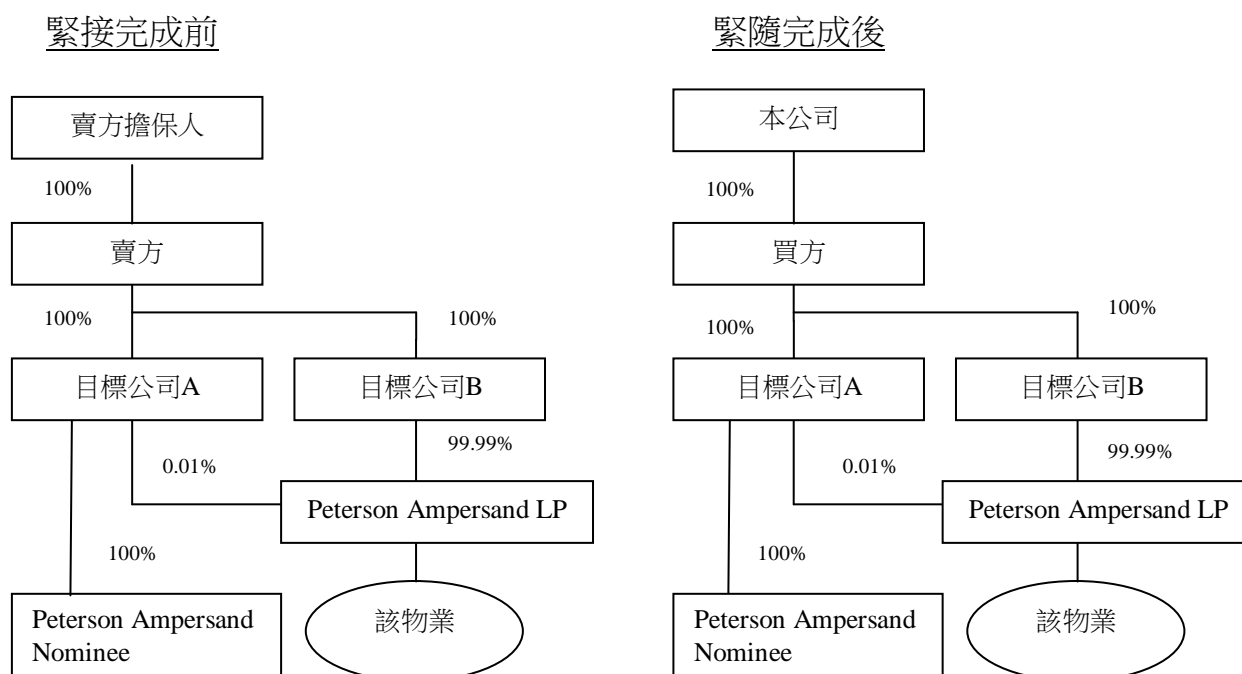 緊接完成前
賣方擔保人
100%
賣方
100%
100%
目標公司A
目標公司B
99.99%
0.01%
Peterson Ampersand LP
100%
Peterson Ampersand
Nominee
該物業
緊隨完成後
本公司
100%
買方
100%
100%
目標公司A
目標公司B
99.99%
0.01%
Peterson Ampersand LP
100%
Peterson Ampersand
Nominee
該物業